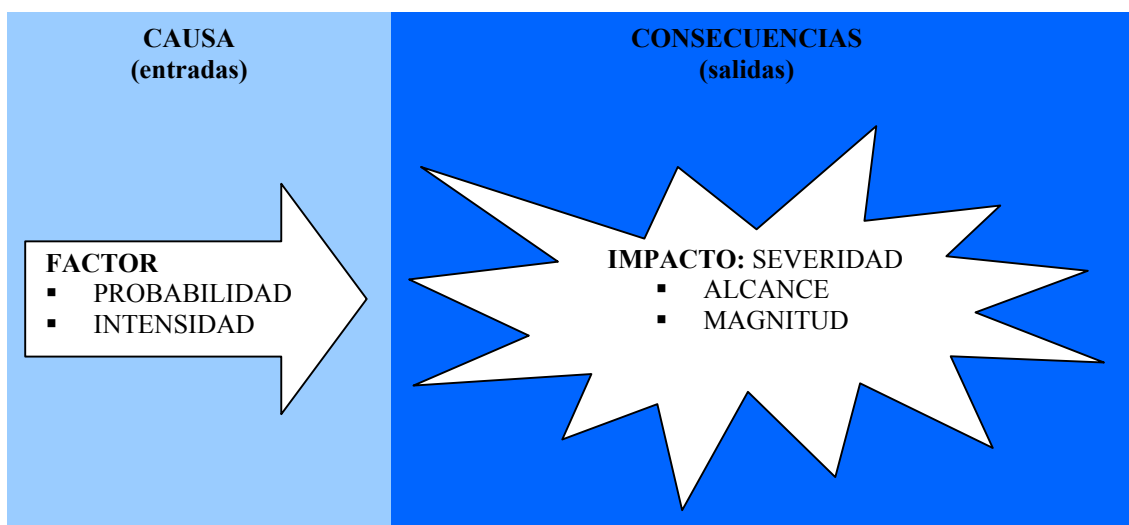 CAUSA
(entradas)
CONSECUENCIAS
(salidas)
FACTOR
▪ PROBABILIDAD
▪ INTENSIDAD
IMPACTO: SEVERIDAD
▪ ALCANCE
▪ MAGNITUD